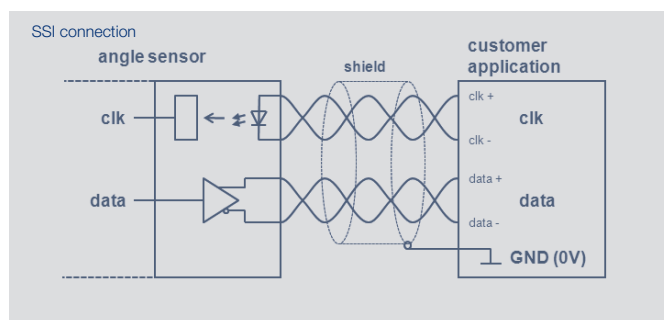 SSI connection
angle sensor
shield
customer
application
clk
clk +
clk
clk -
data
data +
data
data -
GND (0V)